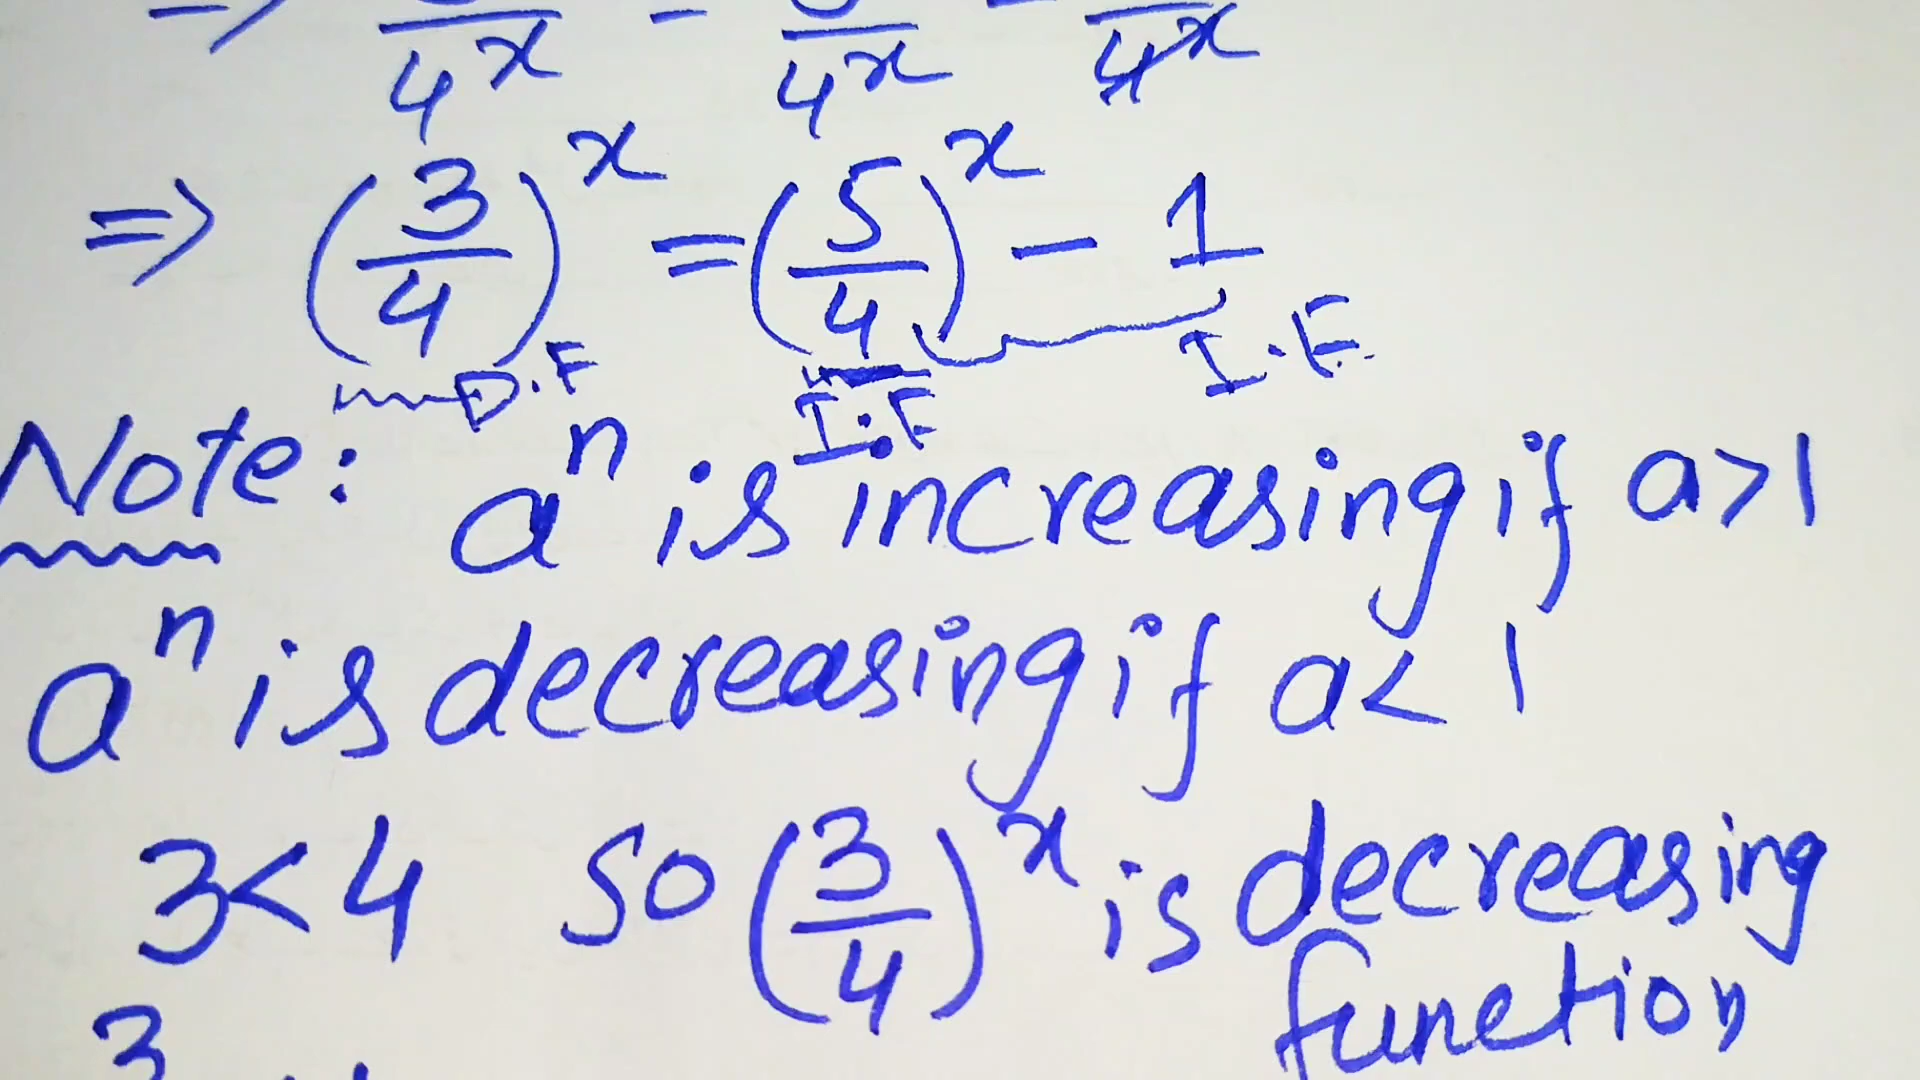 => /4^x - /4^x - /4^x
=> (3/4)^x = (5/4)^x - 1
D.F I.F I.F.
Note: a^n is increasing if a>1
a^n is decreasing if a<1
3<4 so (3/4)^x is decreasing
function
3